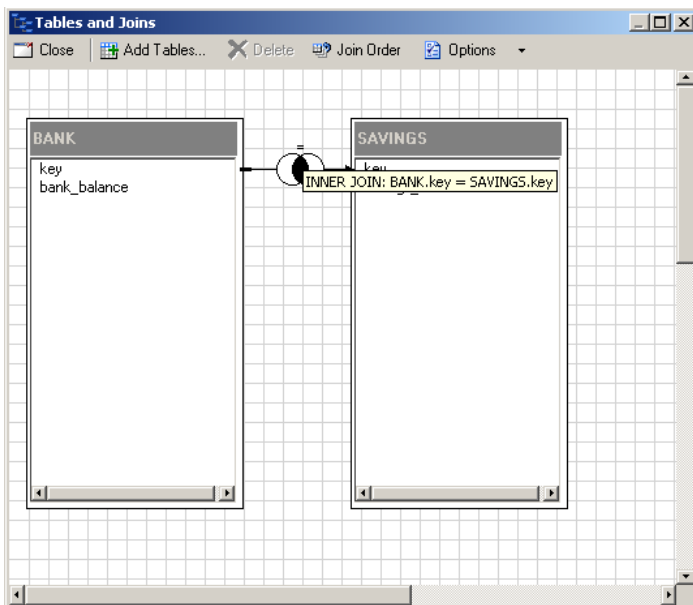 Tables and Joins
Close Add Tables... Delete Join Order Options
BANK
key
bank_balance
=
SAVINGS
key
INNER JOIN: BANK.key = SAVINGS.key